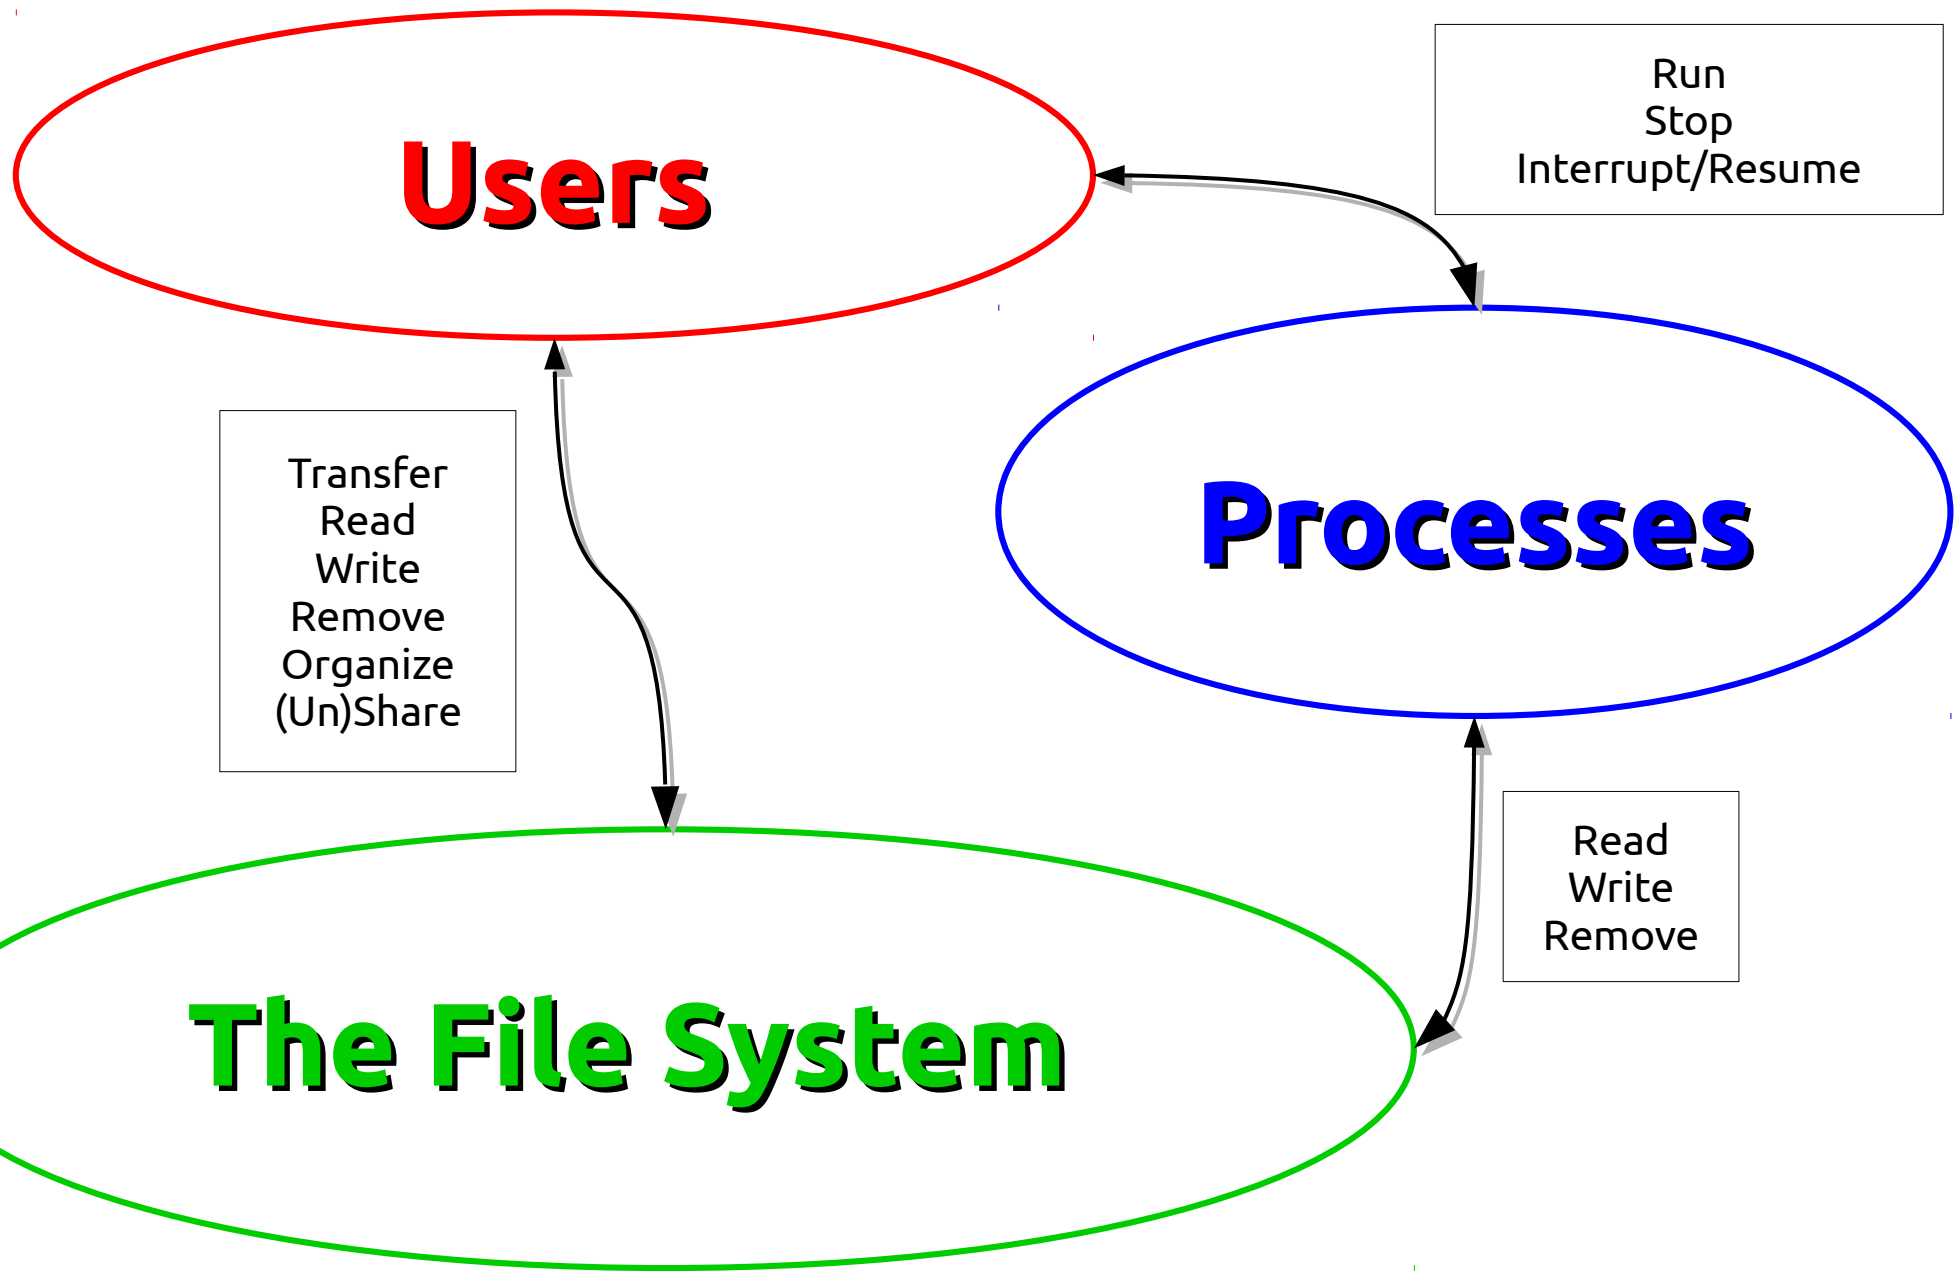 Users
Run
Stop
Interrupt/Resume
Transfer
Read
Write
Remove
Organize
(Un)Share
Processes
Read
Write
Remove
The File System